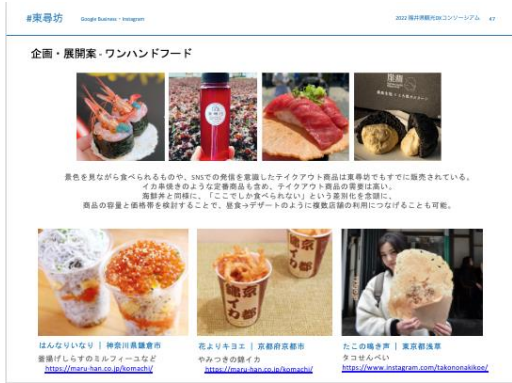 #東尋坊
Google Business・Instagram
2022 福井県観光DXコンソーシアム 47
企画・展開案 - ワンハンドフード
景色を見ながら食べられるものや、SNSでの発信を意識したテイクアウト商品は東尋坊でもすでに販売されている。
イカ串焼きのような定番商品も含め、テイクアウト商品の需要は高い。
海鮮丼と同様に、「ここでしか食べられない」という差別化を念頭に、
商品の容量と価格帯を検討することで、昼食→デザートのように複数店舗の利用につなげることも可能。
京都
錦イカ
はんなりいなり | 神奈川県鎌倉市
釜揚げしらすのミルフィーユなど
https://maru-han.co.jp/komachi/
花よりキヨエ | 京都府京都市
やみつきの錦イカ
https://maru-han.co.jp/komachi/
たこの鳴き声 | 東京都浅草
タコせんべい
https://www.instagram.com/takononakikoe/